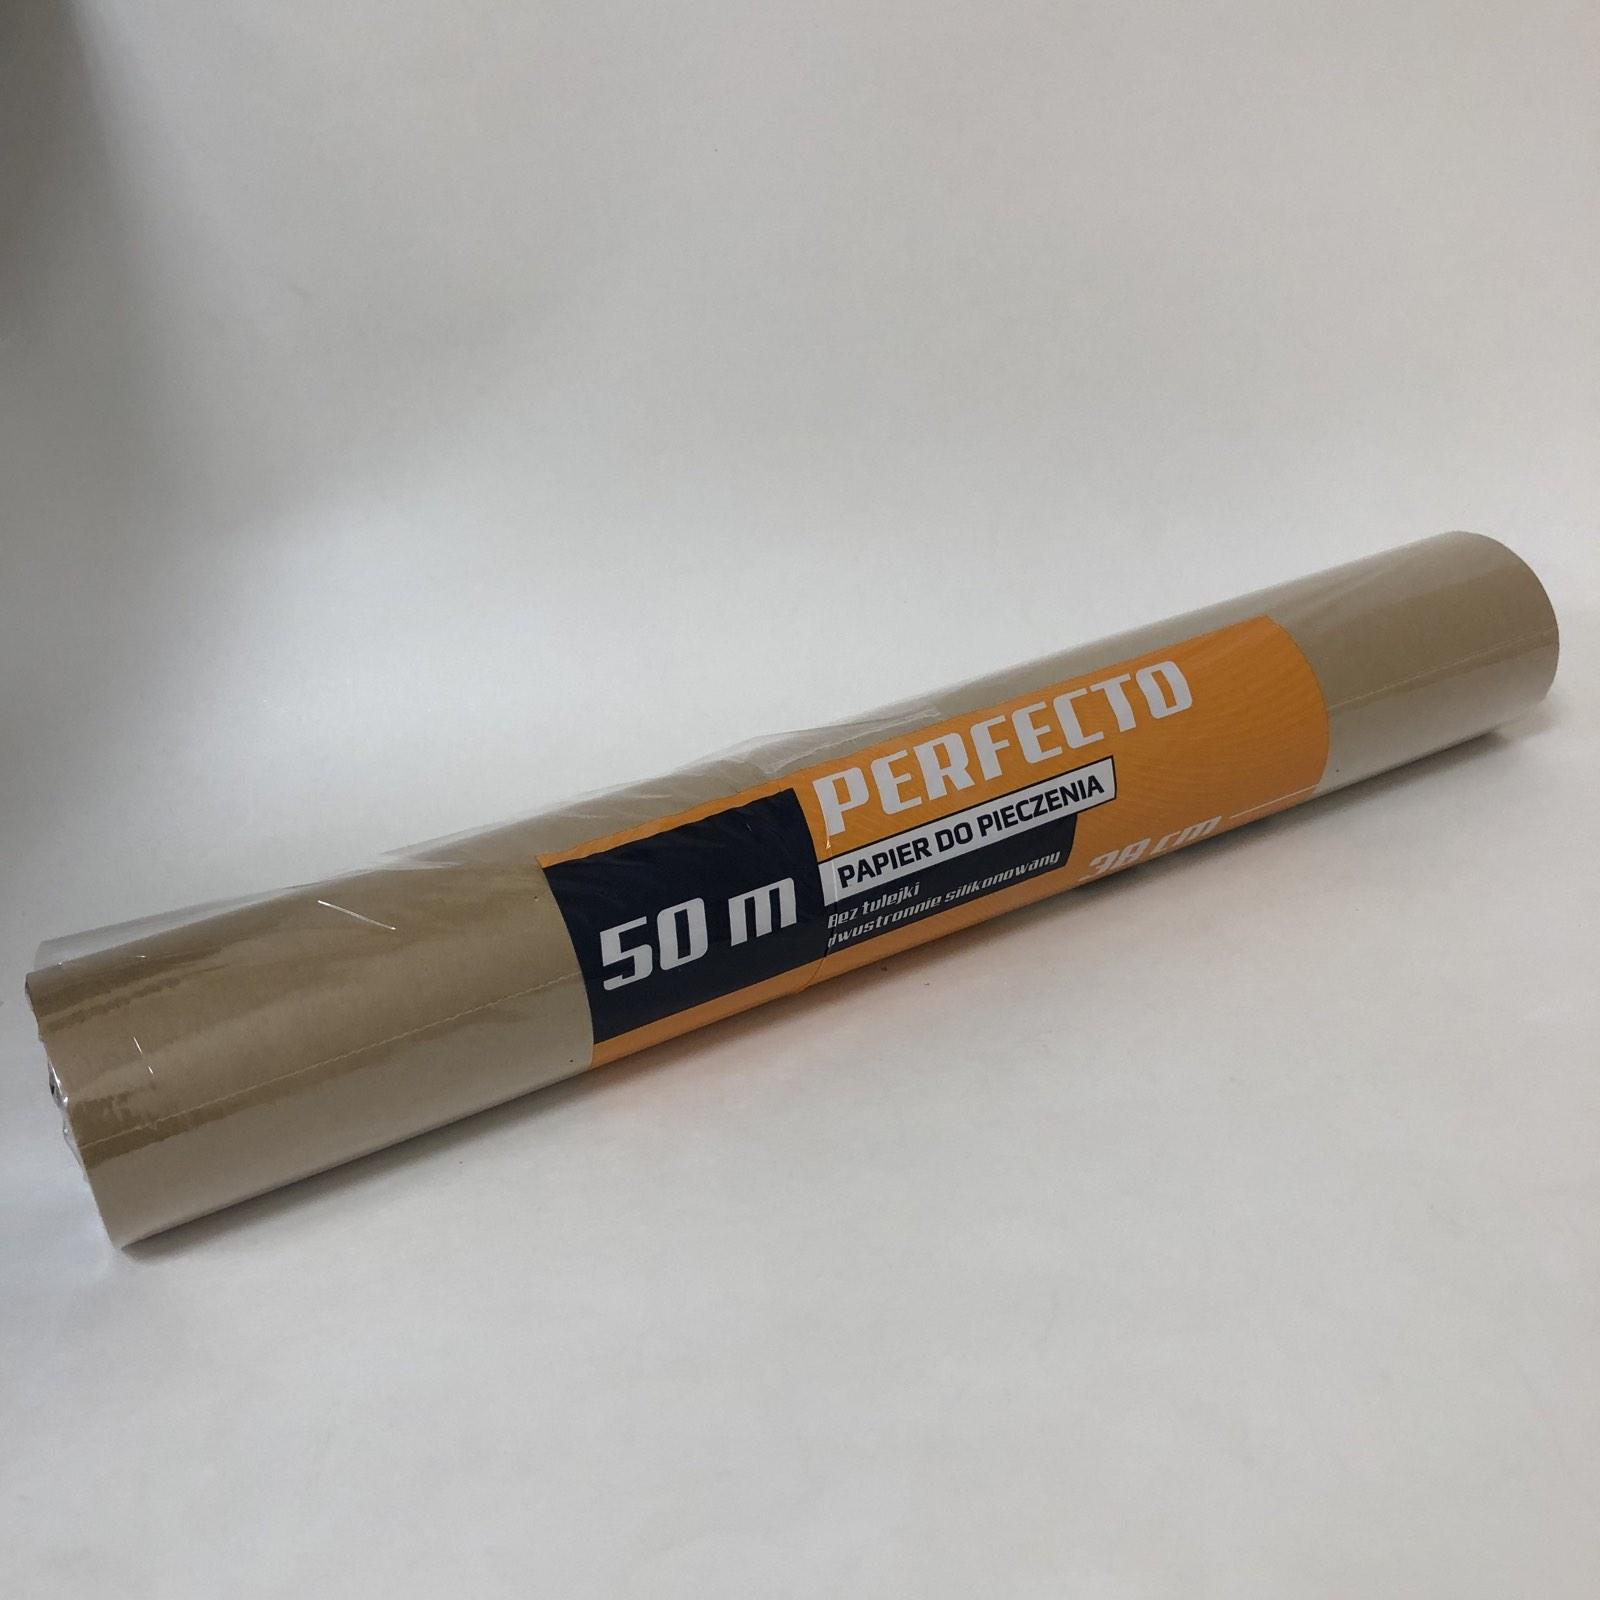 PERFECTO
PAPIER DO PIECZENIA
50 m
Bez tulejki
dwustronnie silikonowany
38 cm